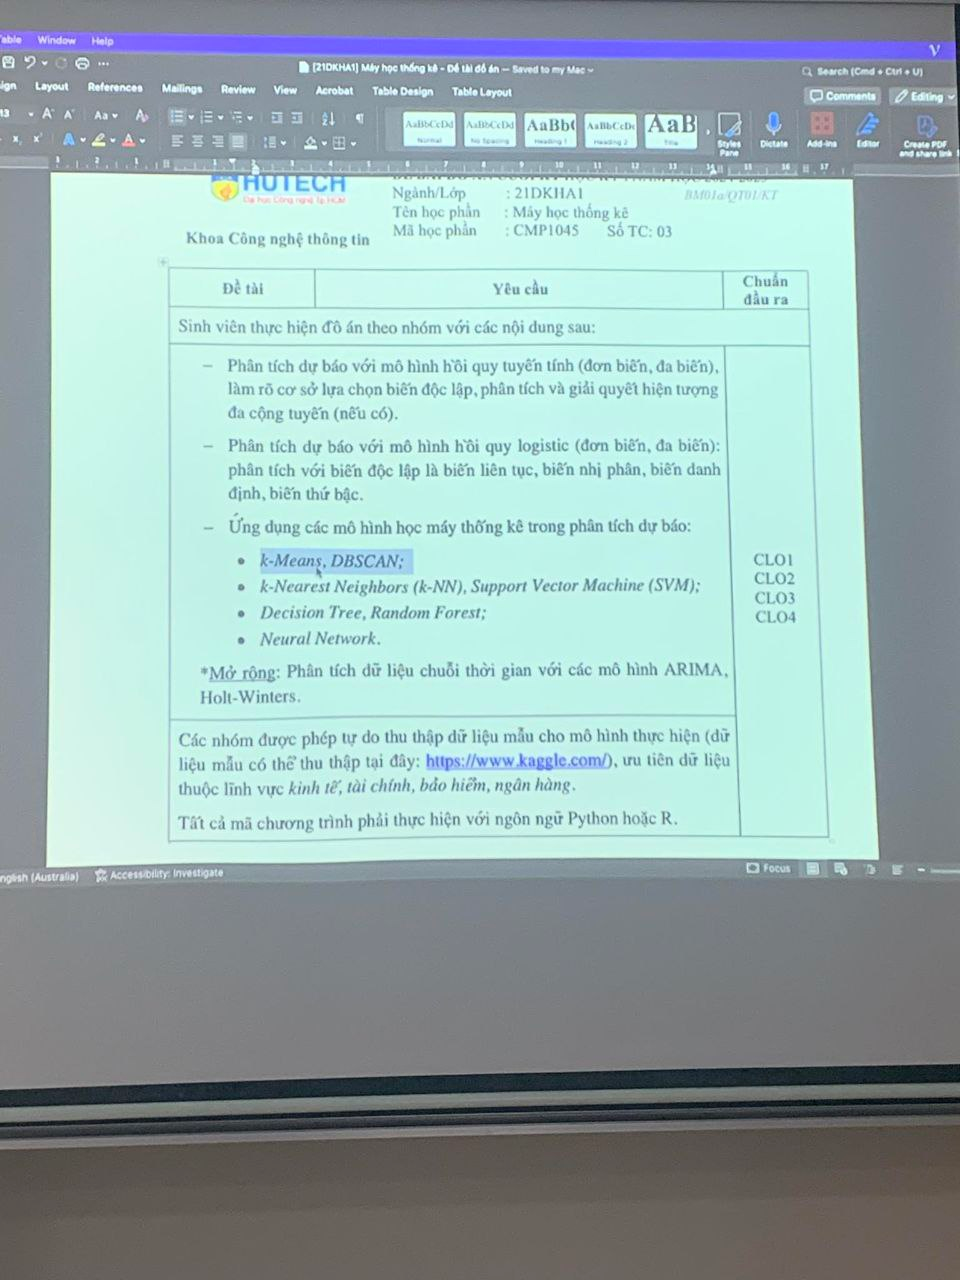 able Window Help
[21DKHA1] Máy học thống kê - Đề tài đồ án — Saved to my Mac
Search (Cmd + Ctrl + U)
ign Layout References Mailings Review View Acrobat Table Design Table Layout
Comments Editing
13 A A Aa A
AaBbCcDd AaBbCcDd AaBb( AaBbCcDc AaB
Normal No Spacing Heading 1 Heading 2 Title
Styles Pane Dictate Add-ins Editor Create PDF and share link
HUTECH
Đại học Công nghệ Tp.HCM
Ngành/Lớp : 21DKHA1 BM01a/QT01/KT
Tên học phần : Máy học thống kê
Mã học phần : CMP1045 Số TC: 03
Khoa Công nghệ thông tin
Đề tài Yêu cầu Chuẩn đầu ra
Sinh viên thực hiện đồ án theo nhóm với các nội dung sau:
– Phân tích dự báo với mô hình hồi quy tuyến tính (đơn biến, đa biến),
làm rõ cơ sở lựa chọn biến độc lập, phân tích và giải quyết hiện tượng
đa cộng tuyến (nếu có).
– Phân tích dự báo với mô hình hồi quy logistic (đơn biến, đa biến):
phân tích với biến độc lập là biến liên tục, biến nhị phân, biến danh
định, biến thứ bậc.
– Ứng dụng các mô hình học máy thống kê trong phân tích dự báo:
• k-Means, DBSCAN;
• k-Nearest Neighbors (k-NN), Support Vector Machine (SVM);
• Decision Tree, Random Forest;
• Neural Network.
*Mở rộng: Phân tích dữ liệu chuỗi thời gian với các mô hình ARIMA,
Holt-Winters.
CLO1
CLO2
CLO3
CLO4
Các nhóm được phép tự do thu thập dữ liệu mẫu cho mô hình thực hiện (dữ
liệu mẫu có thể thu thập tại đây: https://www.kaggle.com/), ưu tiên dữ liệu
thuộc lĩnh vực kinh tế, tài chính, bảo hiểm, ngân hàng.
Tất cả mã chương trình phải thực hiện với ngôn ngữ Python hoặc R.
nglish (Australia) Accessibility: Investigate Focus